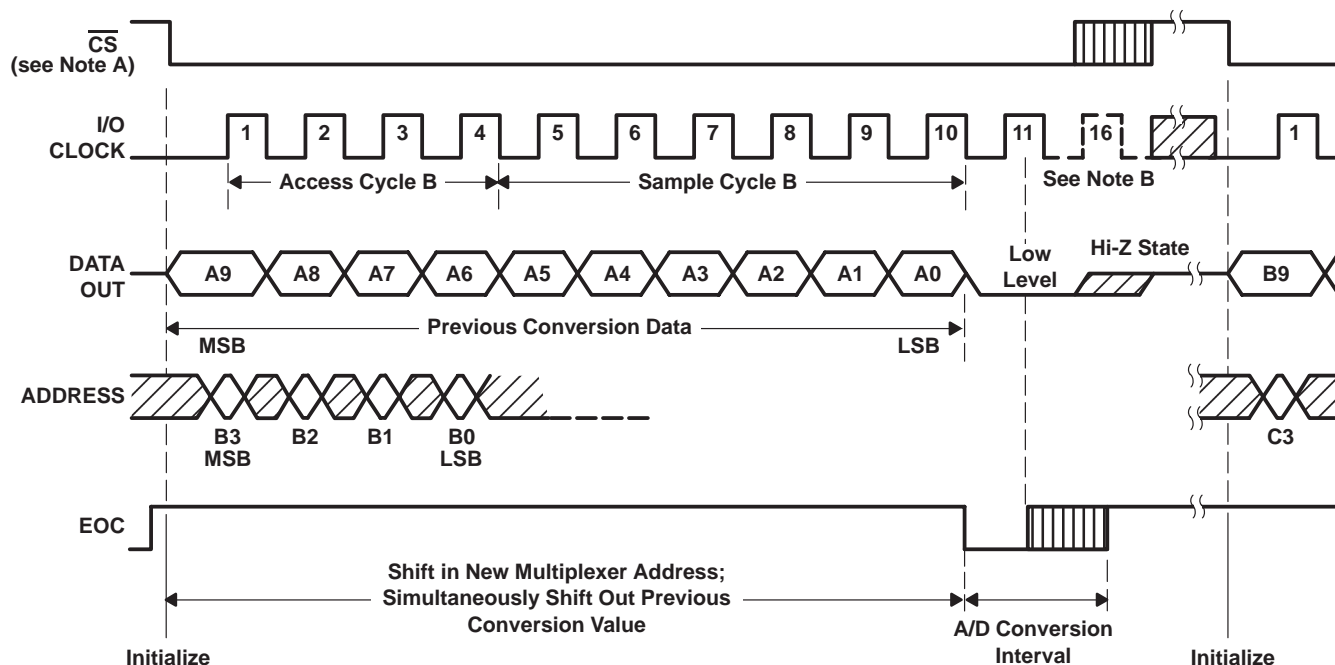 CS
(see Note A)
I/O
CLOCK
1 2 3 4 5 6 7 8 9 10 11 16 1
Access Cycle B Sample Cycle B See Note B
DATA
OUT
A9 A8 A7 A6 A5 A4 A3 A2 A1 A0
Low
Level
Hi-Z State
B9
Previous Conversion Data
MSB LSB
ADDRESS
B3 B2 B1 B0 C3
MSB LSB
EOC
Shift in New Multiplexer Address;
Simultaneously Shift Out Previous
Conversion Value
A/D Conversion
Interval
Initialize Initialize